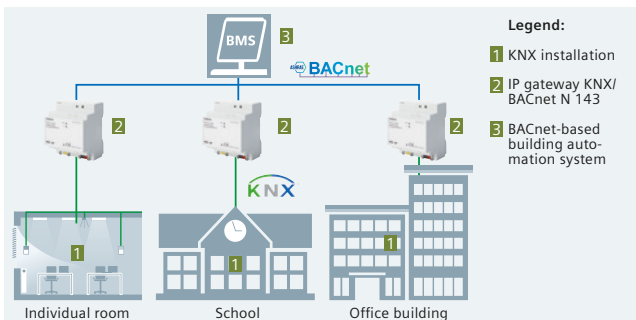 BMS
3
ASHRAE BACnet
2
2
2
KNX
1
1
1
Individual room
School
Office building
Legend:
1 KNX installation
2 IP gateway KNX/
BACnet N 143
3 BACnet-based
building auto-
mation system